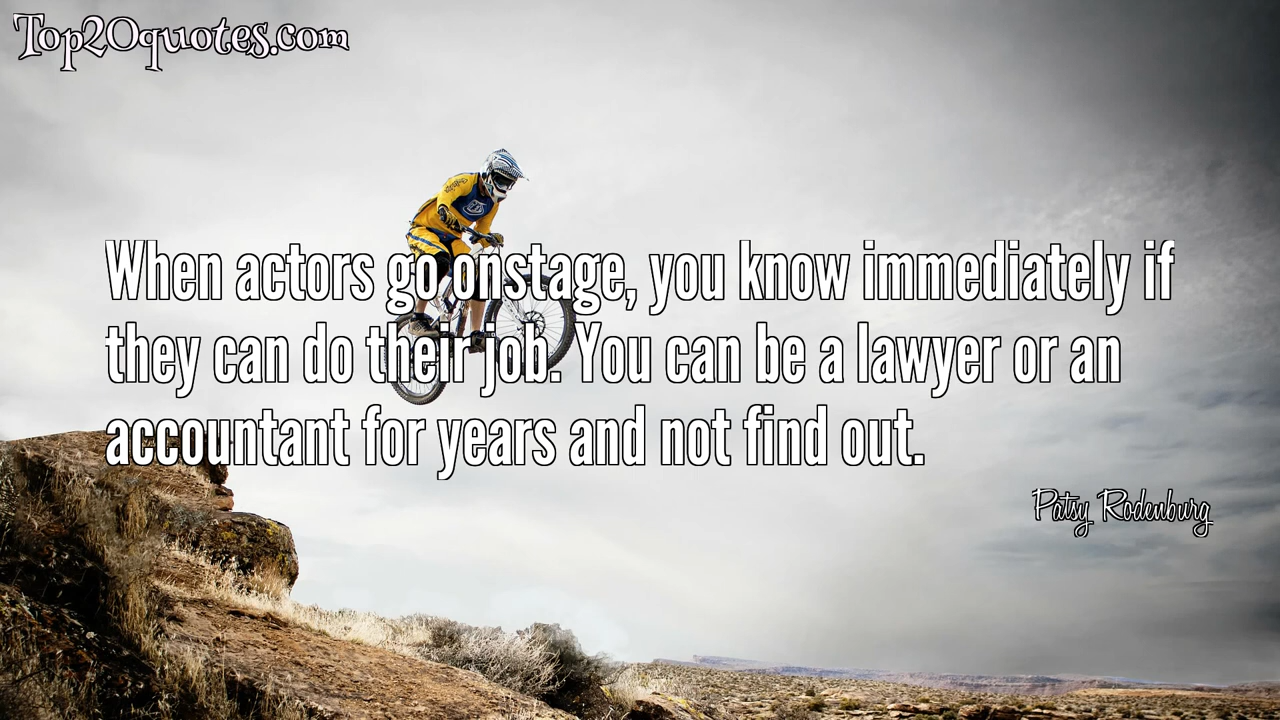 Top20quotes.com
When actors go onstage, you know immediately if
they can do their job. You can be a lawyer or an
accountant for years and not find out.
Patsy Rodenburg